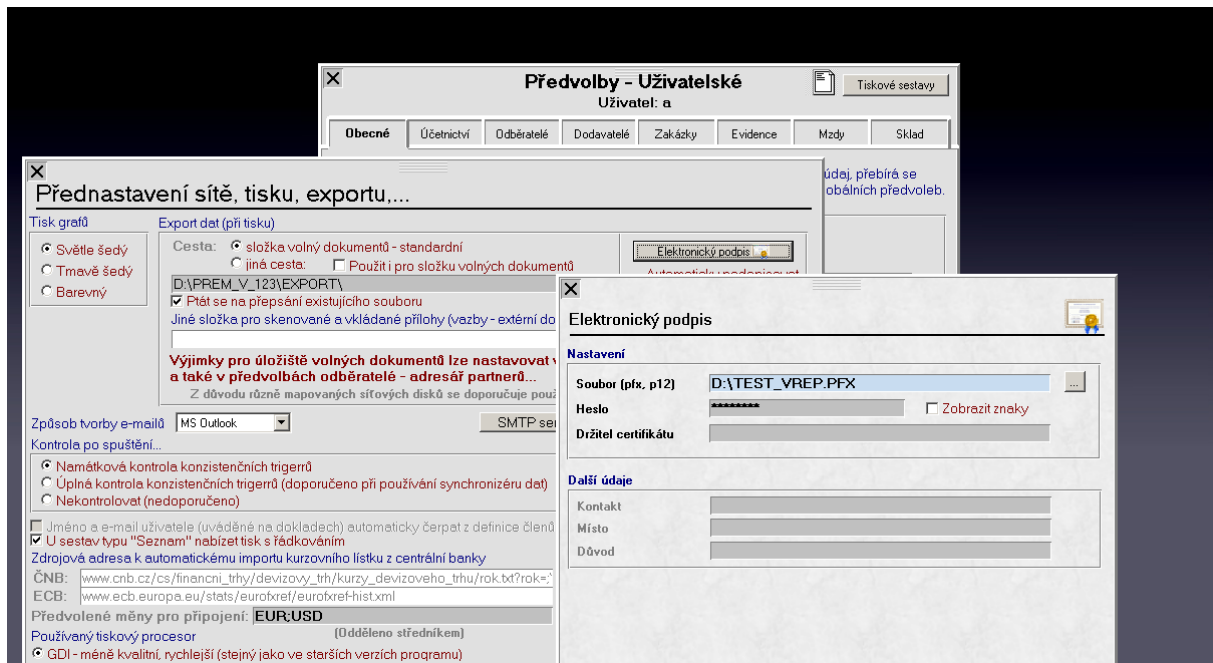 Předvolby - Uživatelské
Uživatel: a
Tiskové sestavy
Obecné Účetnictví Odběratelé Dodavatelé Zakázky Evidence Mzdy Sklad
údaj, přebírá se
obálních předvoleb.
Přednastavení sítě, tisku, exportu,...
Tisk grafů
Světle šedý
Tmavě šedý
Barevný
Export dat (při tisku)
Cesta: složka volný dokumentů - standardní
jiná cesta: Použit i pro složku volných dokumentů
D:\PREM_V_123\EXPORT\
Ptát se na přepsání existujícího souboru
Jiné složka pro skenované a vkládané přílohy (vazby - extérní do
Výjimky pro úložiště volných dokumentů lze nastavovat v
a také v předvolbách odběratelé - adresář partnerů...
Z důvodu různě mapovaných síťových disků se doporučuje použ
Elektronický podpis
Automaticky podepisovat
Způsob tvorby e-mailů MS Outlook SMTP se
Kontrola po spuštění...
Namátková kontrola konzistenčních trigerrů
Úplná kontrola konzistenčních trigerrů (doporučeno při používání synchronizéru dat)
Nekontrolovat (nedoporučeno)
Jméno a e-mail uživatele (uváděné na dokladech) automaticky čerpat z definice členů
U sestav typu "Seznam" nabízet tisk s řádkováním
Zdrojová adresa k automatickému importu kurzovního lístku z centrální banky
ČNB: www.cnb.cz/cs/financni_trhy/devizovy_trh/kurzy_devizoveho_trhu/rok.txt?rok=;
ECB: www.ecb.europa.eu/stats/eurofxref/eurofxref-hist.xml
Předvolené měny pro připojení: EUR;USD
(Odděleno středníkem)
Používaný tiskový procesor
GDI - méně kvalitní, rychlejší (stejný jako ve starších verzích programu)
Elektronický podpis
Nastavení
Soubor (pfx, p12) D:\TEST_VREP.PFX ...
Heslo ******** Zobrazit znaky
Držitel certifikátu
Další údaje
Kontakt
Místo
Důvod